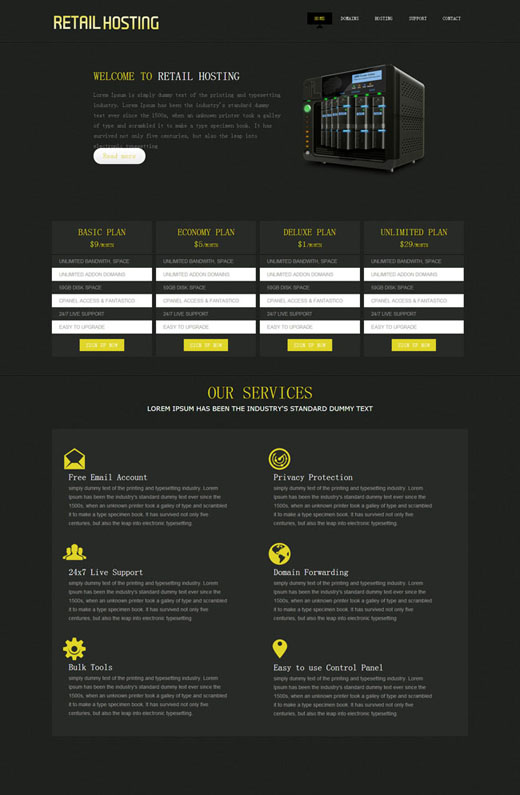 RETAIL HOSTING
HOME DOMAINS HOSTING SUPPORT CONTACT
WELCOME TO RETAIL HOSTING
Lorem Ipsum is simply dummy text of the printing and typesetting
industry. Lorem Ipsum has been the industry's standard dummy
text ever since the 1500s, when an unknown printer took a galley
of type and scrambled it to make a type specimen book. It has
survived not only five centuries, but also the leap into
electronic typesetting
Read more
BASIC PLAN
$9/MONTH
UNLIMITED BANDWITH, SPACE
UNLIMITED ADDON DOMAINS
50GB DISK SPACE
CPANEL ACCESS & FANTASTICO
24/7 LIVE SUPPORT
EASY TO UPGRADE
SIGN UP NOW
ECONOMY PLAN
$5/MONTH
UNLIMITED BANDWITH, SPACE
UNLIMITED ADDON DOMAINS
50GB DISK SPACE
CPANEL ACCESS & FANTASTICO
24/7 LIVE SUPPORT
EASY TO UPGRADE
SIGN UP NOW
DELUXE PLAN
$1/MONTH
UNLIMITED BANDWITH, SPACE
UNLIMITED ADDON DOMAINS
50GB DISK SPACE
CPANEL ACCESS & FANTASTICO
24/7 LIVE SUPPORT
EASY TO UPGRADE
SIGN UP NOW
UNLIMITED PLAN
$29/MONTH
UNLIMITED BANDWITH, SPACE
UNLIMITED ADDON DOMAINS
50GB DISK SPACE
CPANEL ACCESS & FANTASTICO
24/7 LIVE SUPPORT
EASY TO UPGRADE
SIGN UP NOW
OUR SERVICES
LOREM IPSUM HAS BEEN THE INDUSTRY'S STANDARD DUMMY TEXT
Free Email Account
simply dummy text of the printing and typesetting industry. Lorem
Ipsum has been the industry's standard dummy text ever since the
1500s, when an unknown printer took a galley of type and scrambled
it to make a type specimen book. It has survived not only five
centuries, but also the leap into electronic typesetting.
Privacy Protection
simply dummy text of the printing and typesetting industry. Lorem
Ipsum has been the industry's standard dummy text ever since the
1500s, when an unknown printer took a galley of type and scrambled
it to make a type specimen book. It has survived not only five
centuries, but also the leap into electronic typesetting.
24x7 Live Support
simply dummy text of the printing and typesetting industry. Lorem
Ipsum has been the industry's standard dummy text ever since the
1500s, when an unknown printer took a galley of type and scrambled
it to make a type specimen book. It has survived not only five
centuries, but also the leap into electronic typesetting.
Domain Forwarding
simply dummy text of the printing and typesetting industry. Lorem
Ipsum has been the industry's standard dummy text ever since the
1500s, when an unknown printer took a galley of type and scrambled
it to make a type specimen book. It has survived not only five
centuries, but also the leap into electronic typesetting.
Bulk Tools
simply dummy text of the printing and typesetting industry. Lorem
Ipsum has been the industry's standard dummy text ever since the
1500s, when an unknown printer took a galley of type and scrambled
it to make a type specimen book. It has survived not only five
centuries, but also the leap into electronic typesetting.
Easy to use Control Panel
simply dummy text of the printing and typesetting industry. Lorem
Ipsum has been the industry's standard dummy text ever since the
1500s, when an unknown printer took a galley of type and scrambled
it to make a type specimen book. It has survived not only five
centuries, but also the leap into electronic typesetting.